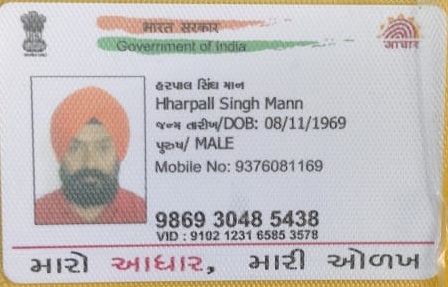 भारत सरकार
Government of India
આધાર
હરપાલ સિંઘ માન
Hharpall Singh Mann
જન્મ તારીખ/DOB: 08/11/1969
પુરુષ/ MALE
Mobile No: 9376081169
9869 3048 5438
VID : 9102 1231 6585 3578
મારો આધાર, મારી ઓળખ